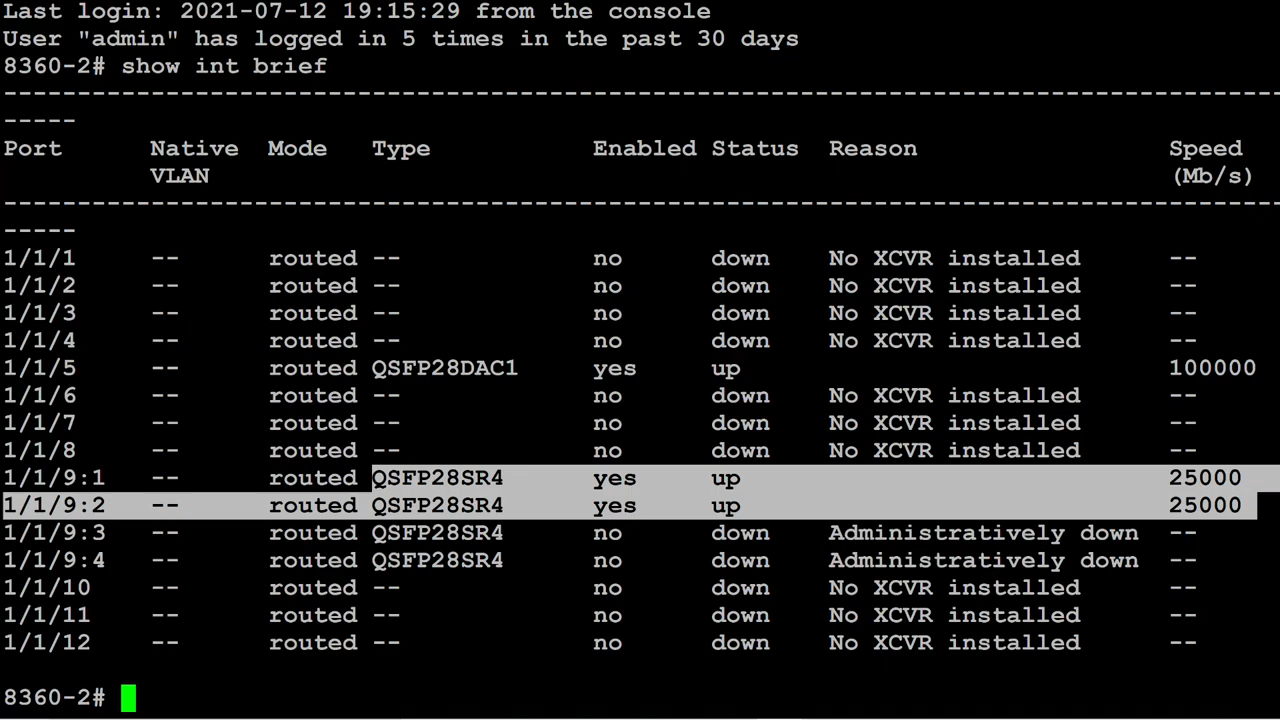 Last login: 2021-07-12 19:15:29 from the console
User "admin" has logged in 5 times in the past 30 days
8360-2# show int brief
--------------------------------------------------------------------------------------
-----
Port     Native  Mode   Type           Enabled Status  Reason                 Speed
         VLAN                                                                 (Mb/s)
--------------------------------------------------------------------------------------
-----
1/1/1    --      routed --             no      down    No XCVR installed      --
1/1/2    --      routed --             no      down    No XCVR installed      --
1/1/3    --      routed --             no      down    No XCVR installed      --
1/1/4    --      routed --             no      down    No XCVR installed      --
1/1/5    --      routed QSFP28DAC1     yes     up                             100000
1/1/6    --      routed --             no      down    No XCVR installed      --
1/1/7    --      routed --             no      down    No XCVR installed      --
1/1/8    --      routed --             no      down    No XCVR installed      --
1/1/9:1  --      routed QSFP28SR4      yes     up                             25000
1/1/9:2  --      routed QSFP28SR4      yes     up                             25000
1/1/9:3  --      routed QSFP28SR4      no      down    Administratively down  --
1/1/9:4  --      routed QSFP28SR4      no      down    Administratively down  --
1/1/10   --      routed --             no      down    No XCVR installed      --
1/1/11   --      routed --             no      down    No XCVR installed      --
1/1/12   --      routed --             no      down    No XCVR installed      --
8360-2#